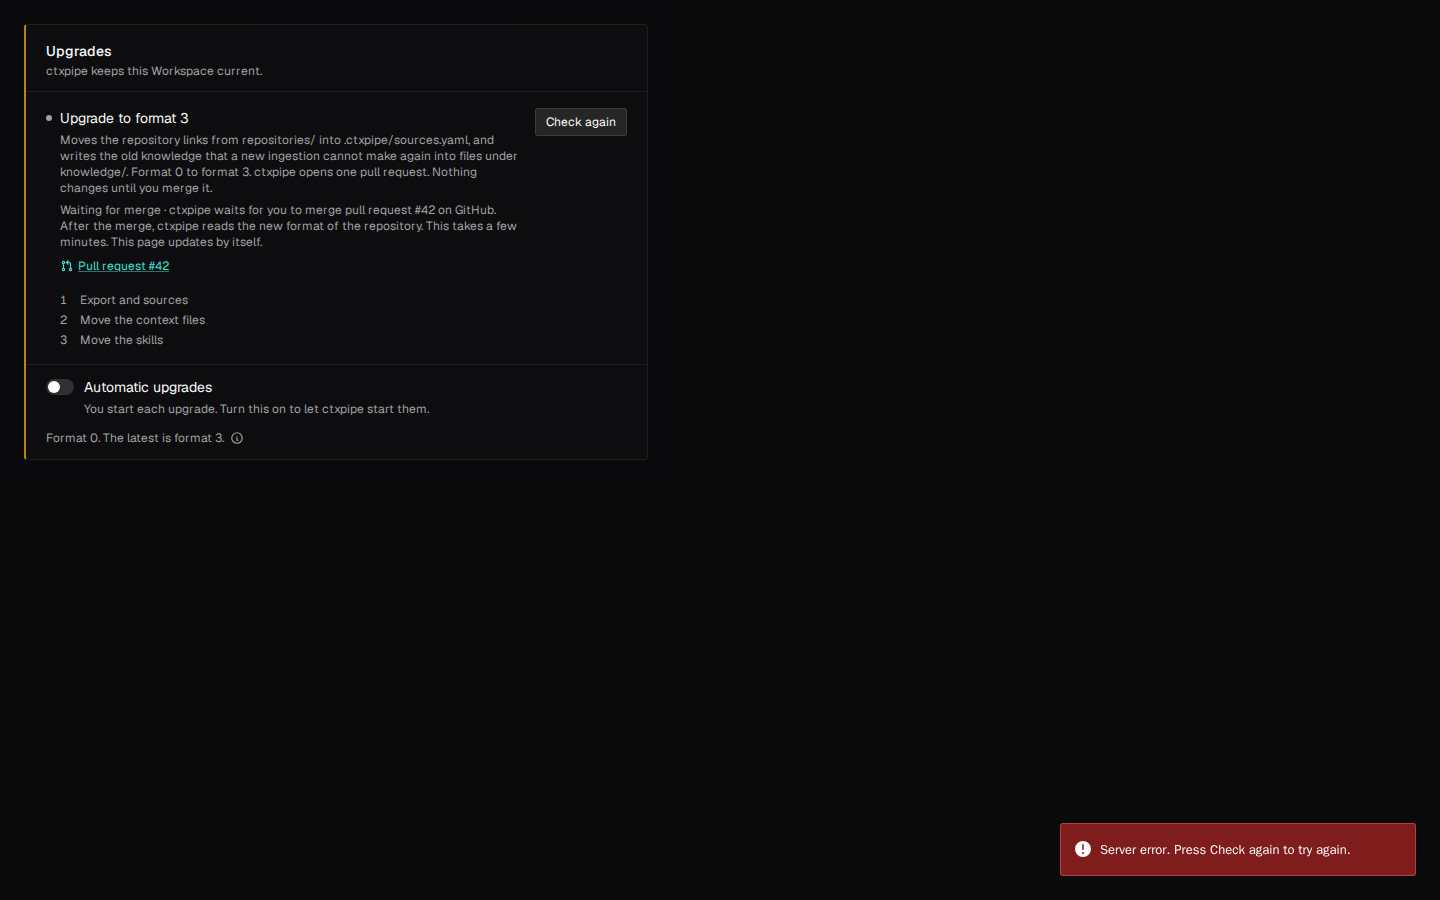 Upgrades
ctxpipe keeps this Workspace current.
Upgrade to format 3
Check again
Moves the repository links from repositories/ into .ctxpipe/sources.yaml, and
writes the old knowledge that a new ingestion cannot make again into files under
knowledge/. Format 0 to format 3. ctxpipe opens one pull request. Nothing
changes until you merge it.
Waiting for merge · ctxpipe waits for you to merge pull request #42 on GitHub.
After the merge, ctxpipe reads the new format of the repository. This takes a few
minutes. This page updates by itself.
Pull request #42
1 Export and sources
2 Move the context files
3 Move the skills
Automatic upgrades
You start each upgrade. Turn this on to let ctxpipe start them.
Format 0. The latest is format 3.
Server error. Press Check again to try again.